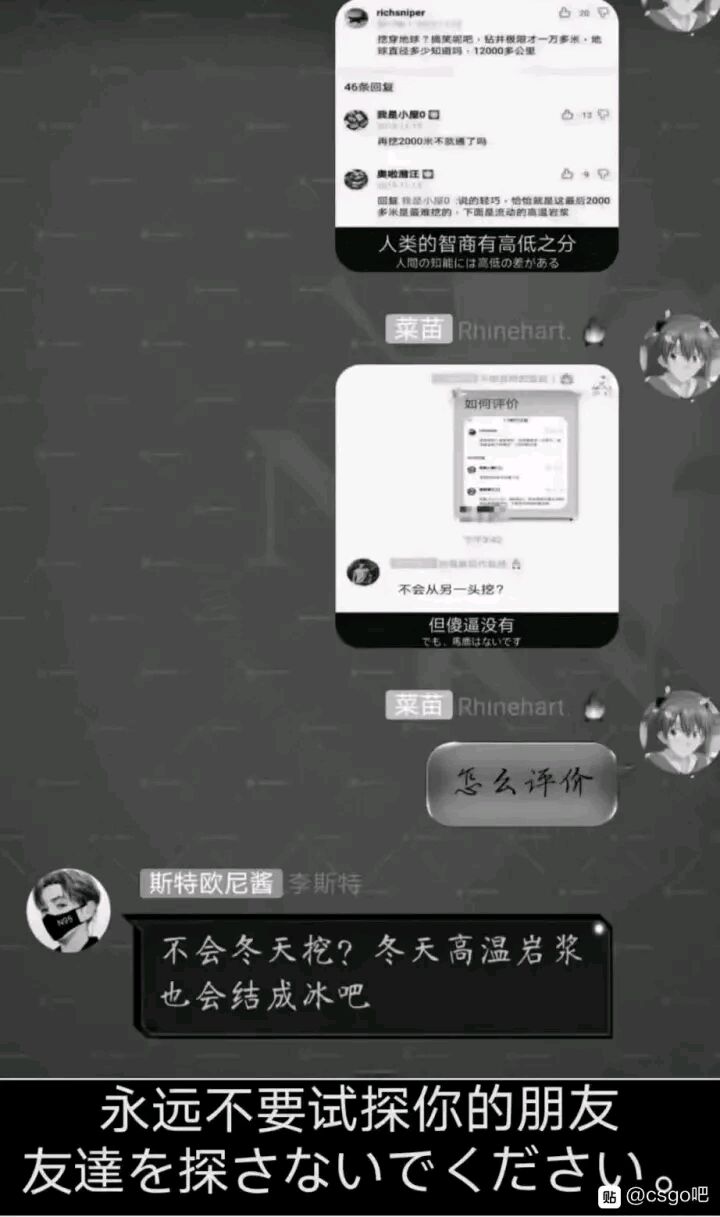 richsniper
20
挖穿地球？搞笑呢吧，钻井极限才一万多米，地
球直径多少知道吗，12000多公里
46条回复
我是小屋0
13
再挖2000米不就通了吗
奥啦潜汪
9
回复 我是小屋0 :说的轻巧，恰恰就是这最后2000
多米是最难挖的，下面是流动的高温岩浆
人类的智商有高低之分
人間の知能には高低の差がある
菜苗 Rhinehart.
如何评价
不会从另一头挖？
但傻逼没有
でも、馬鹿はないです
菜苗 Rhinehart.
怎么评价
斯特欧尼酱 李斯特
N95
不会冬天挖？冬天高温岩浆
也会结成冰吧
永远不要试探你的朋友
友達を探さないでください。
贴 @csgo吧